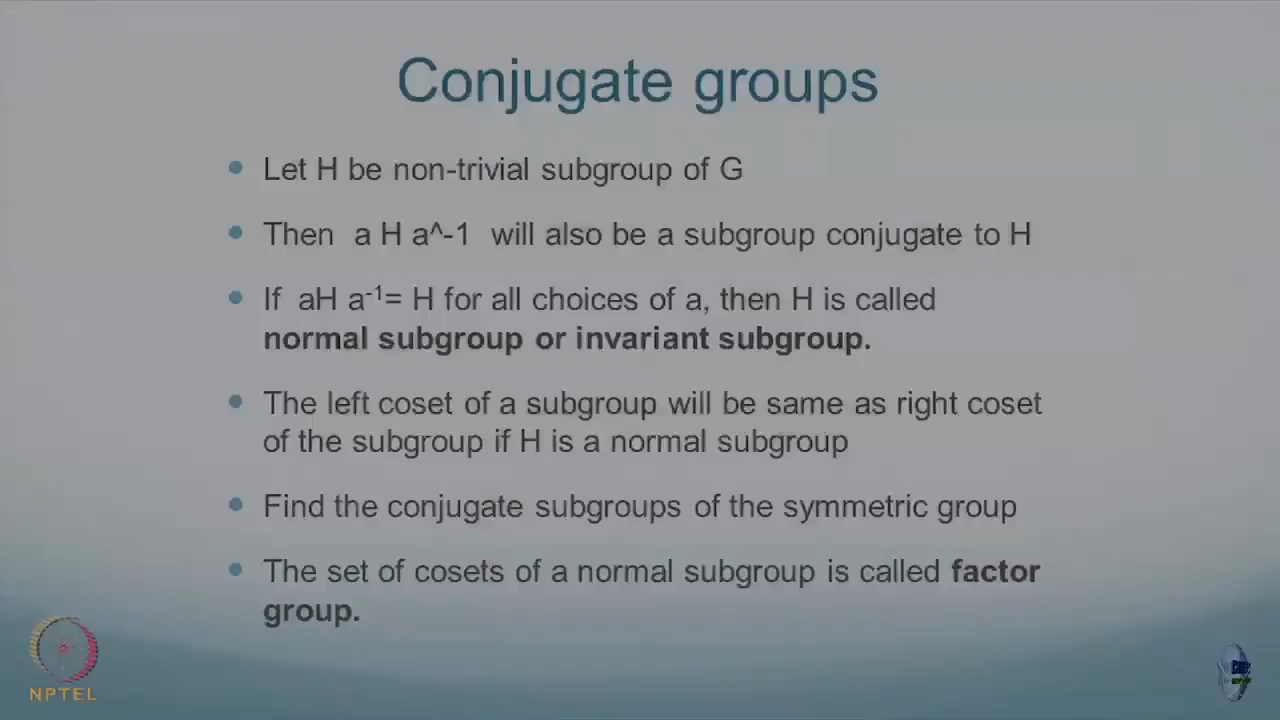 Conjugate groups
• Let H be non-trivial subgroup of G
• Then a H a^-1 will also be a subgroup conjugate to H
• If aH a⁻¹= H for all choices of a, then H is called
normal subgroup or invariant subgroup.
• The left coset of a subgroup will be same as right coset
of the subgroup if H is a normal subgroup
• Find the conjugate subgroups of the symmetric group
• The set of cosets of a normal subgroup is called factor
group.
NPTEL